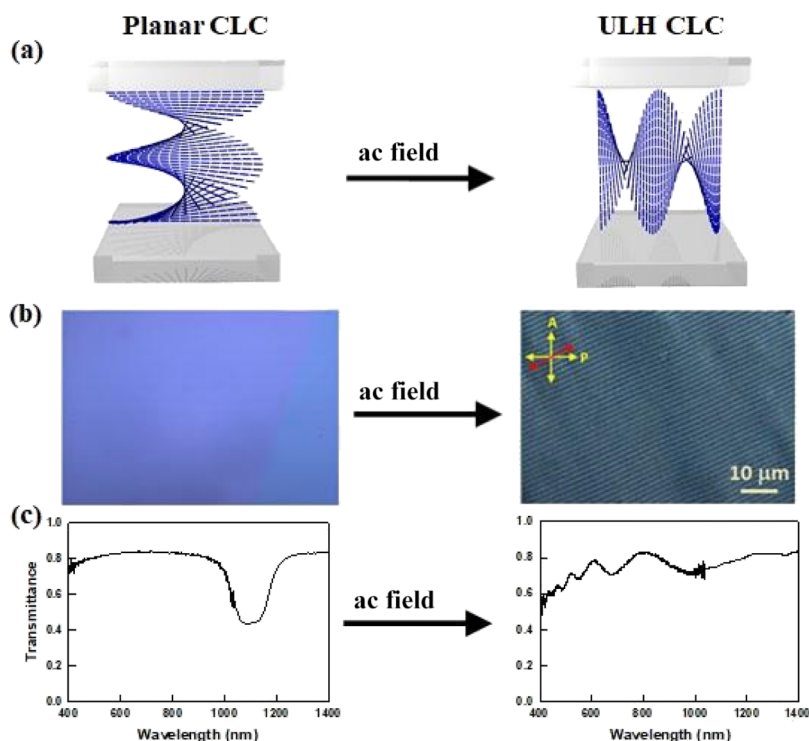 Planar CLC
ULH CLC
(a)
ac field
(b)
A
P
ac field
10 μm
(c)
1.0
0.8
0.6
0.4
0.2
0.0
Transmittance
400 600 800 1000 1200 1400
Wavelength (nm)
ac field
1.0
0.8
0.6
0.4
0.2
0.0
400 600 800 1000 1200 1400
Wavelength (nm)